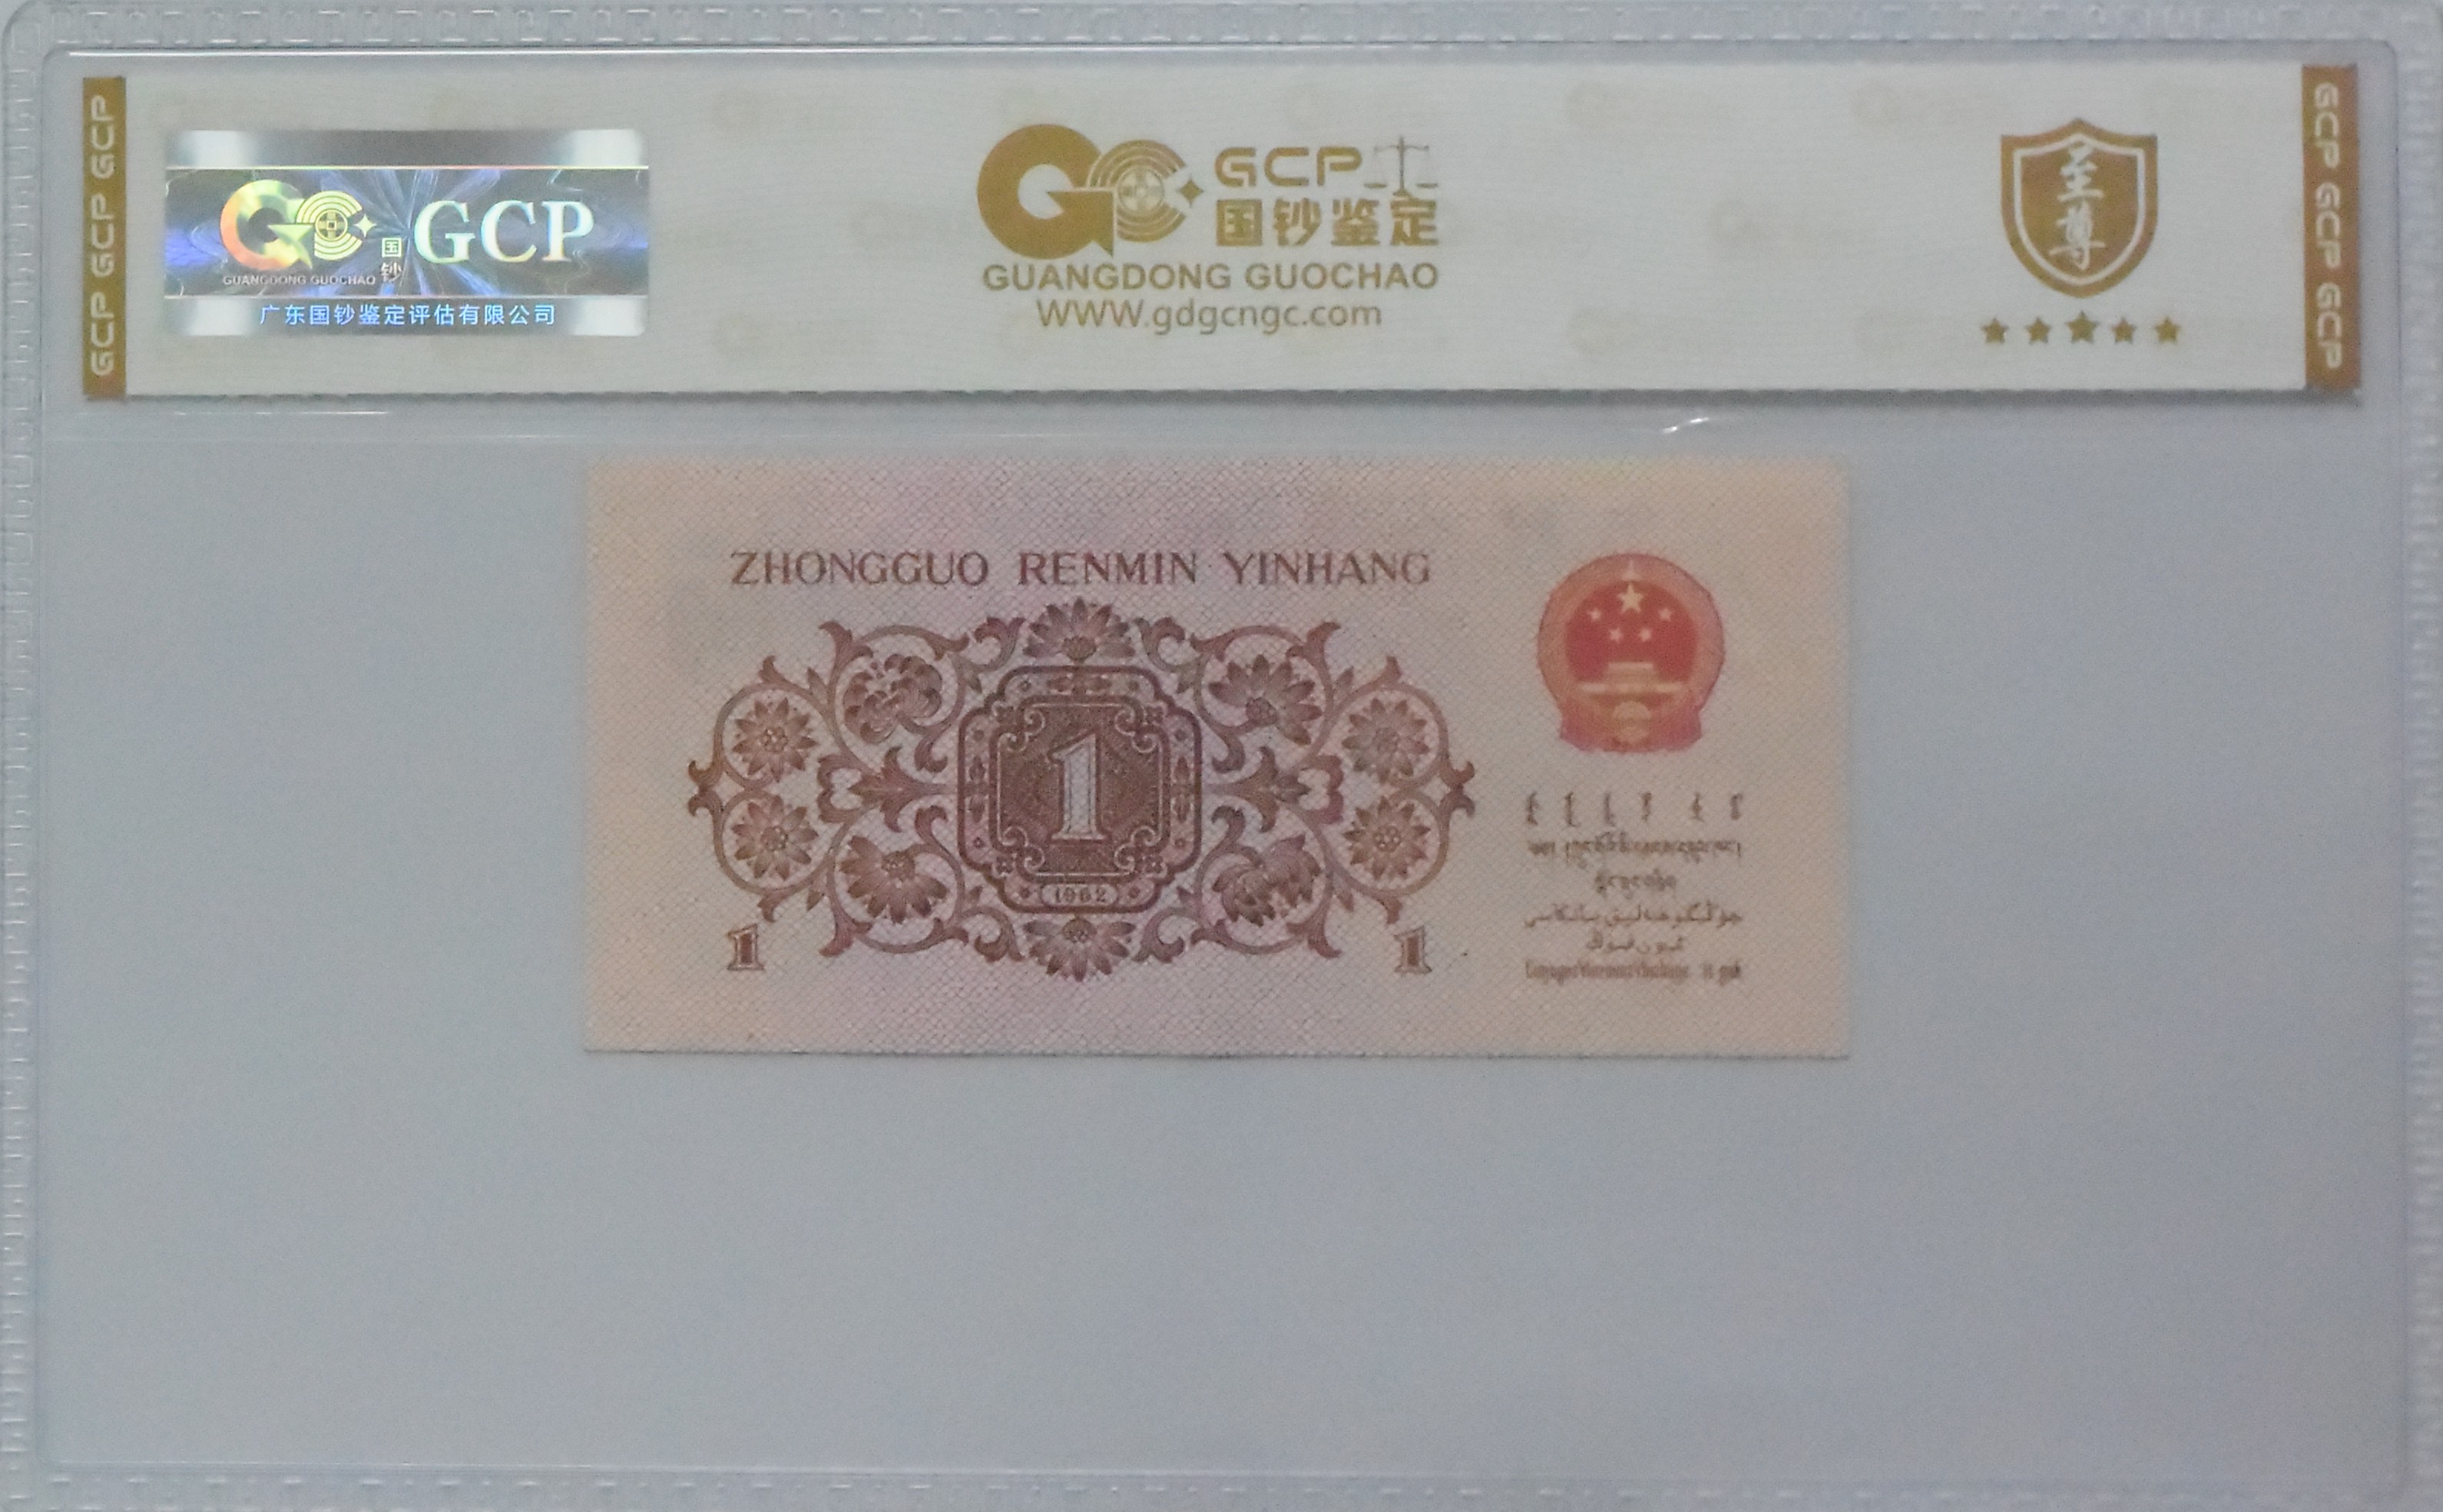 GCP GCP GCP
国钞 GCP
GUANGDONG GUOCHAO
广东国钞鉴定评估有限公司
GCP
国钞鉴定
GUANGDONG GUOCHAO
WWW.gdgcngc.com
至尊
GCP GCP GCP
ZHONGGUO RENMIN YINHANG
1
1962
1 1